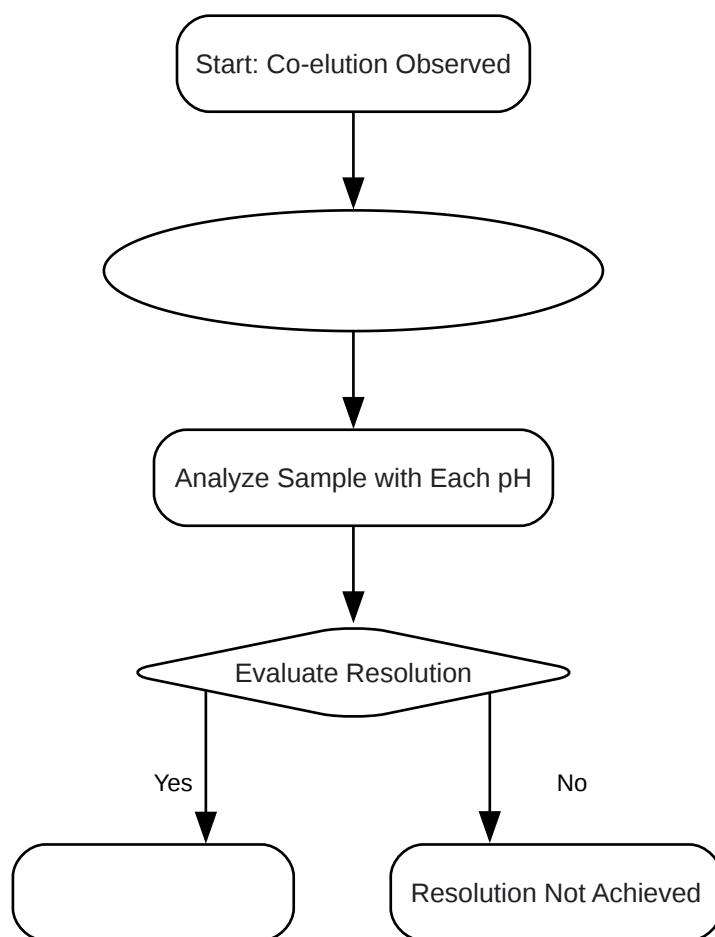 Start: Co-elution Observed
Analyze Sample with Each pH
Evaluate Resolution
Yes
No
Resolution Not Achieved